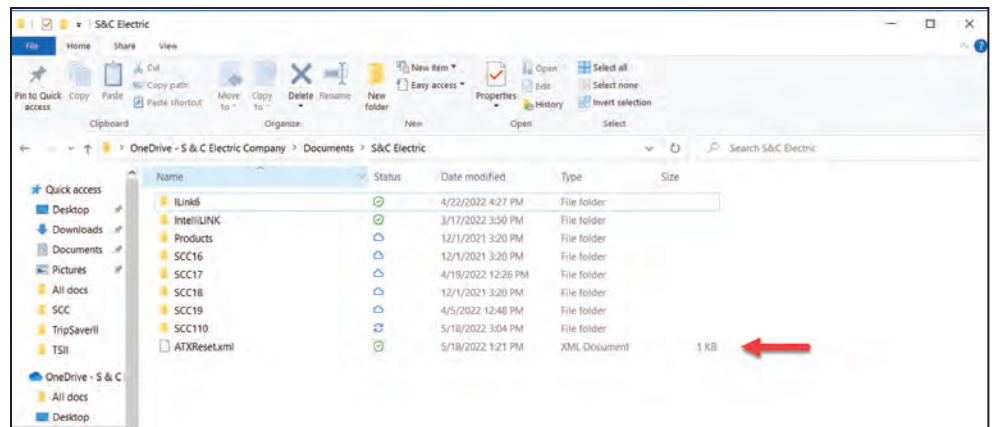 S&C Electric
File Home Share View
Pin to Quick access
Copy
Paste
Cut
Copy path
Paste shortcut
Move to
Copy to
Delete
Rename
New folder
New item
Easy access
Properties
Open
Edit
History
Select all
Select none
Invert selection
Clipboard Organize New Open Select
OneDrive - S & C Electric Company > Documents > S&C Electric
Search S&C Electric
Name Status Date modified Type Size
Quick access
Desktop
Downloads
Documents
Pictures
All docs
SCC
TripSaverII
TSII
OneDrive - S & C
All docs
Desktop
ILink6 4/22/2022 4:27 PM File folder
IntelliLINK 3/17/2022 3:50 PM File folder
Products 12/1/2021 3:20 PM File folder
SCC16 12/1/2021 3:20 PM File folder
SCC17 4/19/2022 12:26 PM File folder
SCC18 12/1/2021 3:20 PM File folder
SCC19 4/5/2022 12:48 PM File folder
SCC110 5/18/2022 3:04 PM File folder
ATXReset.xml 5/18/2022 1:21 PM XML Document 1 KB